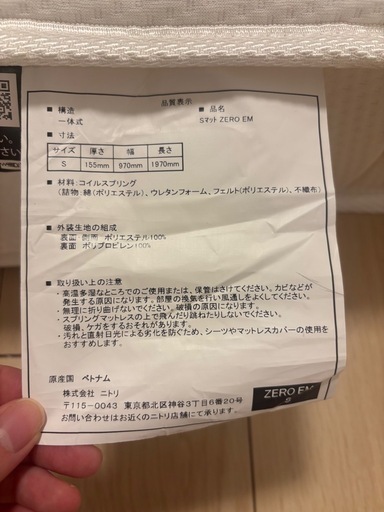 品質表示
■ 構造
一体式
■ 品名
Sマット ZERO EM
■ 寸法
サイズ 厚さ 幅 長さ
S 155mm 970mm 1970mm
■ 材料:コイルスプリング
(詰物:綿(ポリエステル)、ウレタンフォーム、フェルト(ポリエステル)、不織布)
■ 外装生地の組成
表面 側面 ポリエステル100%
裏面 ポリプロピレン100%
■ 取り扱い上の注意
・高温多湿なところでのご使用または、保管はさけてください。カビなどが
発生する原因になります。部屋の換気を行い風通しをよくしてください。
・無理に折り曲げないでください。破損の原因になります。
・スプリングマットレスの上で飛んだり跳ねたりしないでください。
破損、ケガをするおそれがあります。
・汚れと直射日光による劣化を防ぐため、シーツやマットレスカバーの使用を
おすすめします。
原産国 ベトナム
株式会社 ニトリ
〒115-0043 東京都北区神谷3丁目6番20号
お問い合わせはお近くのニトリ店舗にて承ります。
ZERO EM
S